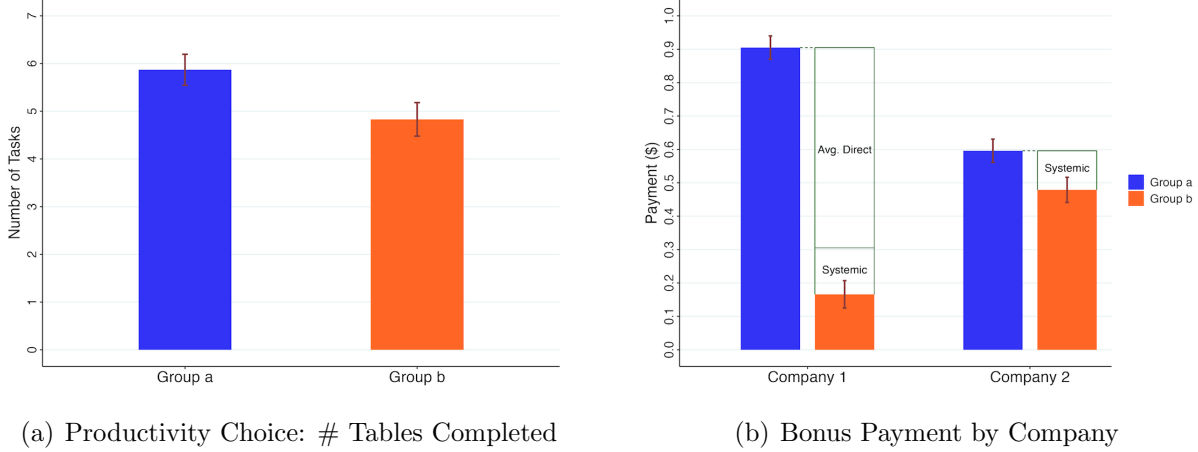 Number of Tasks
7
6
5
4
3
2
1
0
Group a
Group b
(a) Productivity Choice: # Tables Completed
Payment ($)
1.0
0.9
0.8
0.7
0.6
0.5
0.4
0.3
0.2
0.1
0.0
Avg. Direct
Systemic
Systemic
Company 1
Company 2
Group a
Group b
(b) Bonus Payment by Company